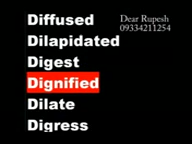 Diffused
Dear Rupesh
09334211254
Dilapidated
Digest
Dignified
Dilate
Digress